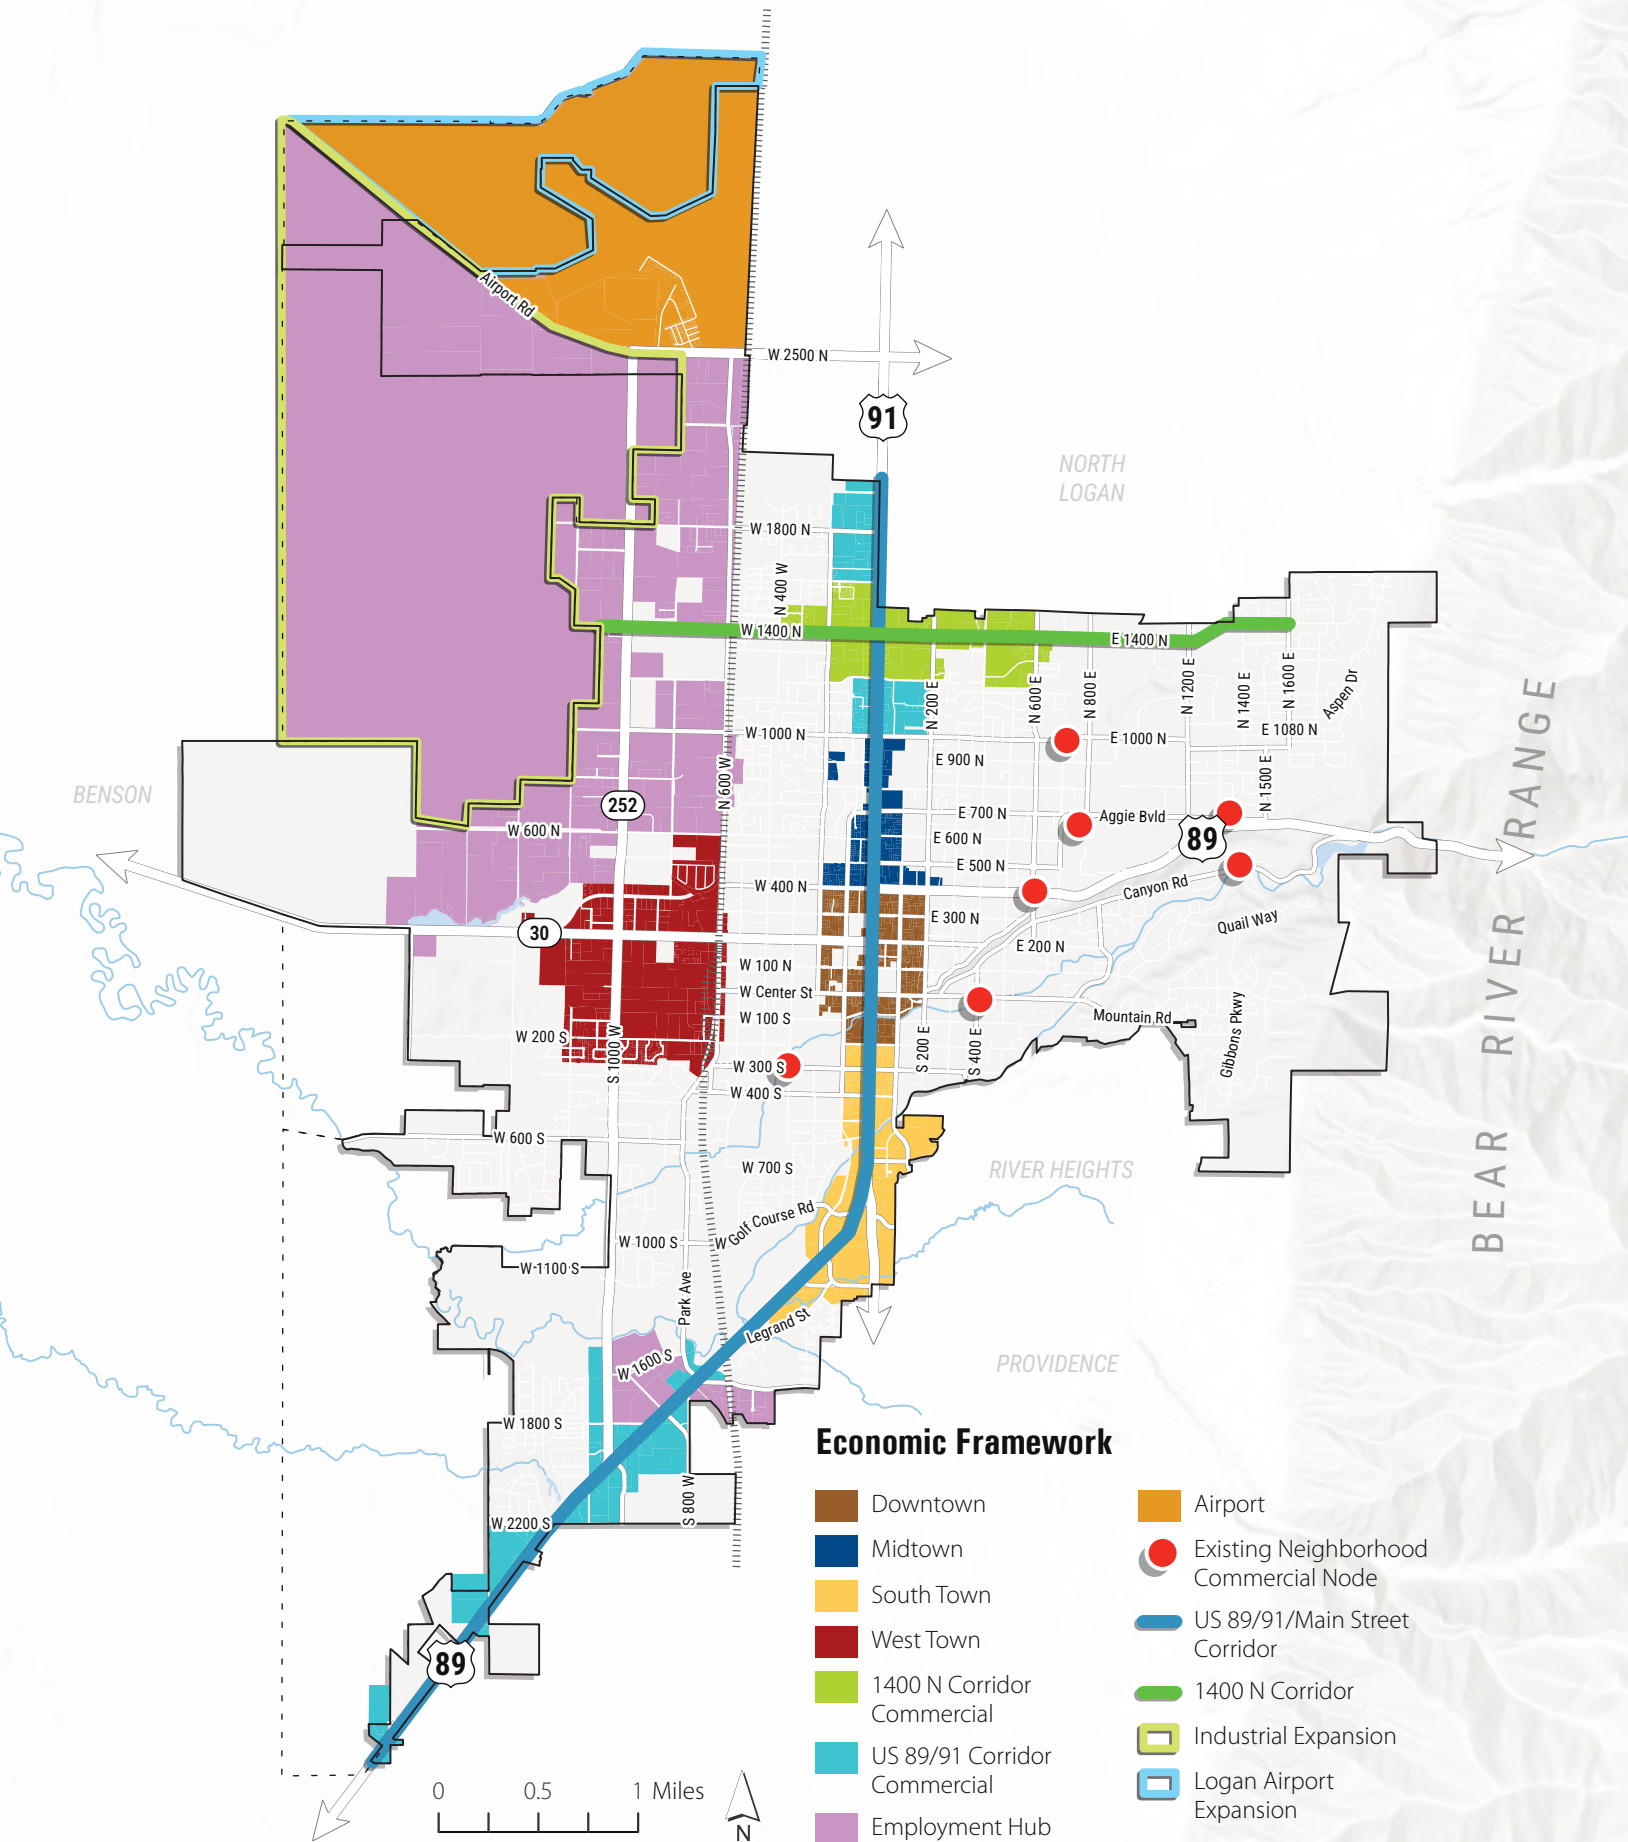 Airport Rd
W 2500 N
91
NORTH
LOGAN
W 1800 N
N 400 W
W 1400 N
E 1400 N
N 200 E
N 600 E
N 800 E
N 1200 E
N 1400 E
N 1600 E
Aspen Dr
W 1000 N
E 1000 N
E 1080 N
E 900 N
N 600 W
N 1500 E
BENSON
252
E 700 N
Aggie Bvld
W 600 N
E 600 N
89
E 500 N
W 400 N
Canyon Rd
E 300 N
Quail Way
30
E 200 N
W 100 N
W Center St
W 100 S
Mountain Rd
Gibbons Pkwy
W 200 S
S 1000 W
S 200 E
S 400 E
W 300 S
W 400 S
W 600 S
W 700 S
RIVER HEIGHTS
BEAR RIVER RANGE
W Golf Course Rd
W 1000 S
W 1100 S
Park Ave
Legrand St
W 1600 S
PROVIDENCE
W 1800 S
S 800 W
W 2200 S
89
Economic Framework
Downtown
Midtown
South Town
West Town
1400 N Corridor
Commercial
US 89/91 Corridor
Commercial
Employment Hub
Airport
Existing Neighborhood
Commercial Node
US 89/91/Main Street
Corridor
1400 N Corridor
Industrial Expansion
Logan Airport
Expansion
0 0.5 1 Miles
N